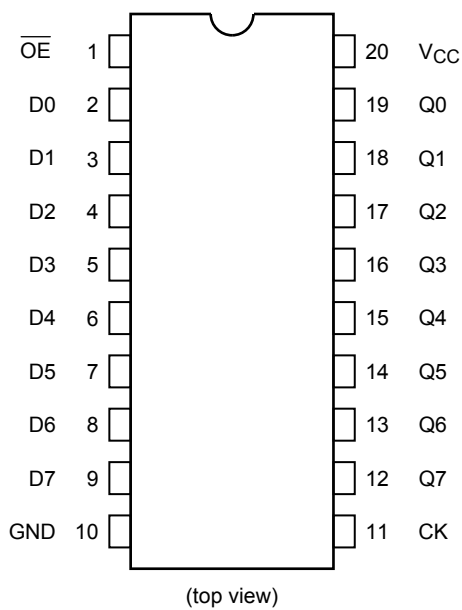 O̅E̅ 1 20 VCC
D0 2 19 Q0
D1 3 18 Q1
D2 4 17 Q2
D3 5 16 Q3
D4 6 15 Q4
D5 7 14 Q5
D6 8 13 Q6
D7 9 12 Q7
GND 10 11 CK
(top view)